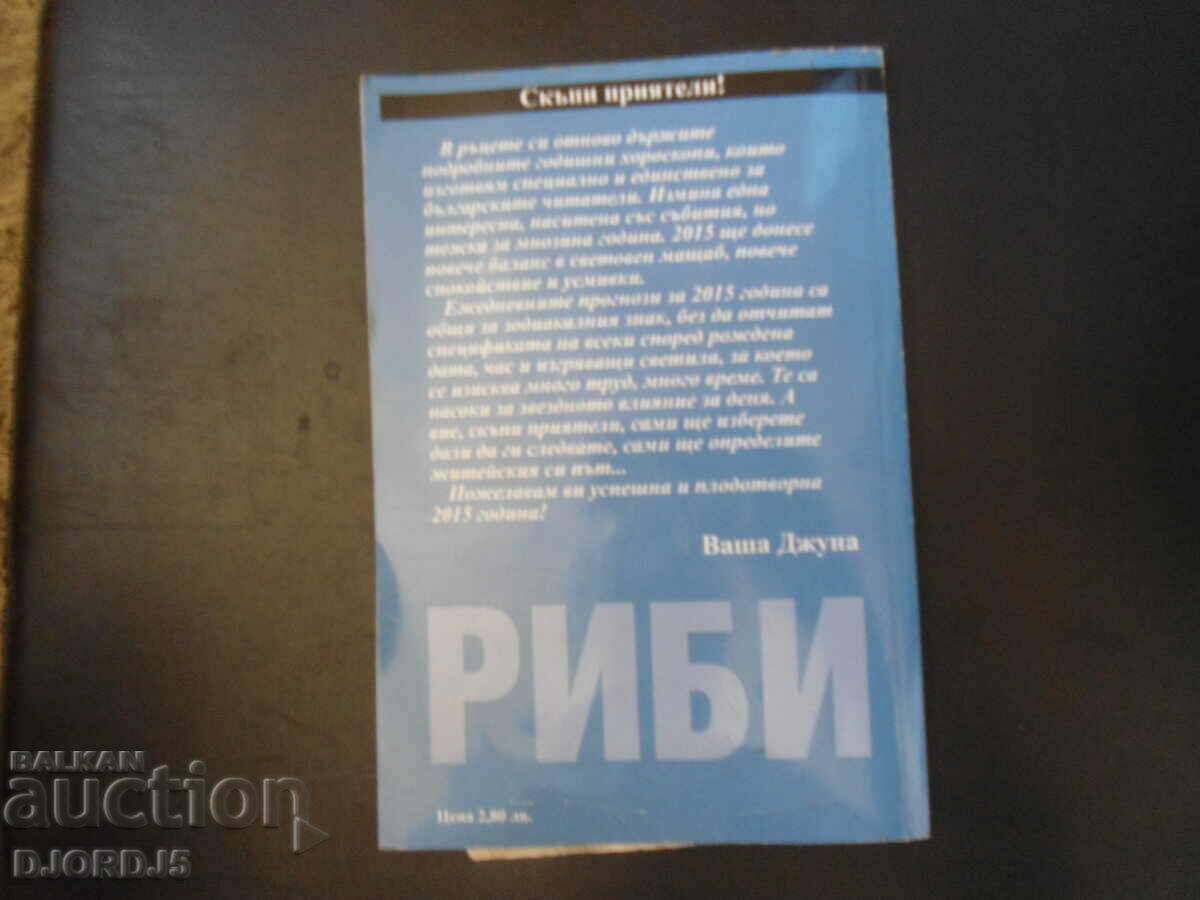 Скъпи приятели!
В ръцете си отново държите
подробните годишни хороскопи, които
изготвям специално и единствено за
българските читатели. Измина една
интересна, наситена със събития, но
тежка за мнозина година. 2015 ще донесе
повече баланс в световен мащаб, повече
спокойствие и усмивки.
Ежедневните прогнози за 2015 година са
общи за зодиакалния знак, без да отчитат
спецификата на всеки според рождена
дата, час и изгряващи светила, за което
се изисква много труд, много време. Те са
насоки за звездното влияние за деня. А
вие, скъпи приятели, сами ще изберете
дали да ги следвате, сами ще определите
житейския си път...
Пожелавам ви успешна и плодотворна
2015 година!
Ваша Джуна
РИБИ
Цена 2,80 лв.
BALKAN
auction
DJORDJ5